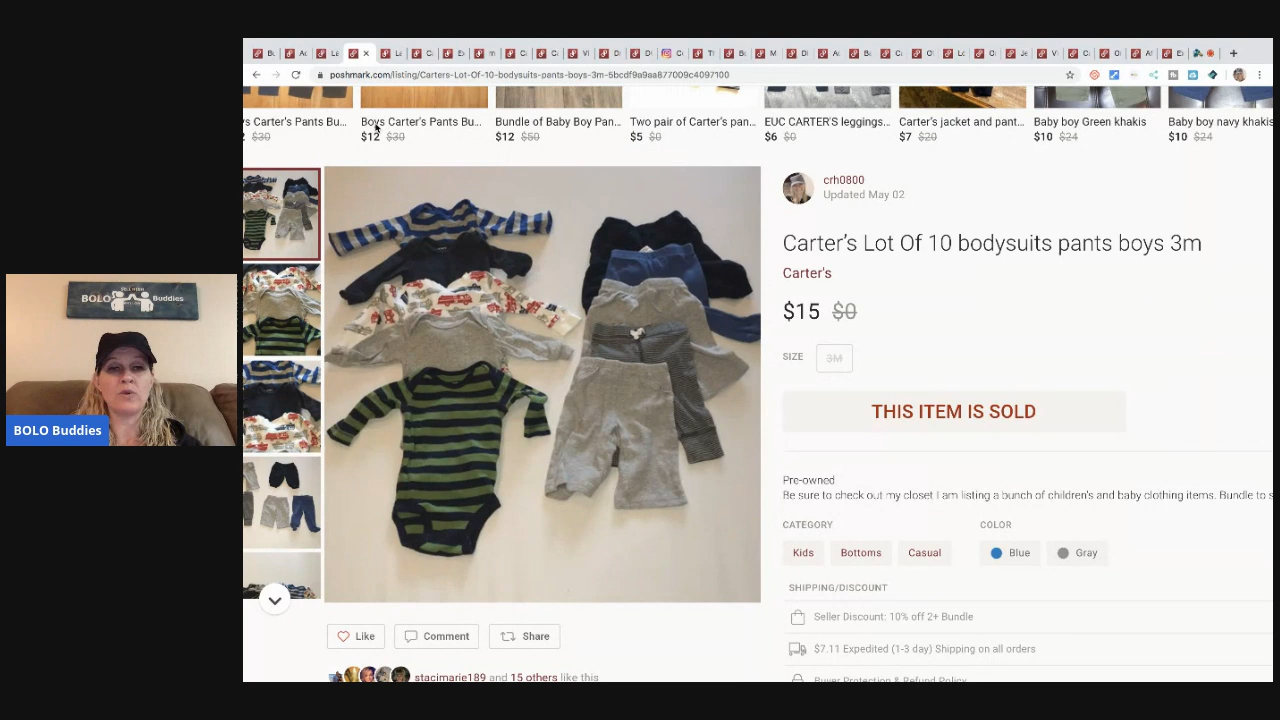 poshmark.com/listing/Carters-Lot-Of-10-bodysuits-pants-boys-3m-5bcdf9a9aa877009c4097100
ys Carter's Pants Bu... Boys Carter's Pants Bu... Bundle of Baby Boy Pan... Two pair of Carter's pan... EUC CARTER'S leggings... Carter's jacket and pant... Baby boy Green khakis Baby boy navy khakis
2 $30 $12 $30 $12 $50 $5 $0 $6 $0 $7 $20 $10 $24 $10 $24
crh0800
Updated May 02
Carter's Lot Of 10 bodysuits pants boys 3m
Carter's
$15 $0
SIZE 3M
THIS ITEM IS SOLD
Pre-owned
Be sure to check out my closet I am listing a bunch of children's and baby clothing items. Bundle to s
CATEGORY COLOR
Kids Bottoms Casual Blue Gray
SHIPPING/DISCOUNT
Seller Discount: 10% off 2+ Bundle
$7.11 Expedited (1-3 day) Shipping on all orders
Buyer Protection & Refund Policy
Like Comment Share
stacimarie189 and 15 others like this
BOLO Buddies
BOLO Buddies